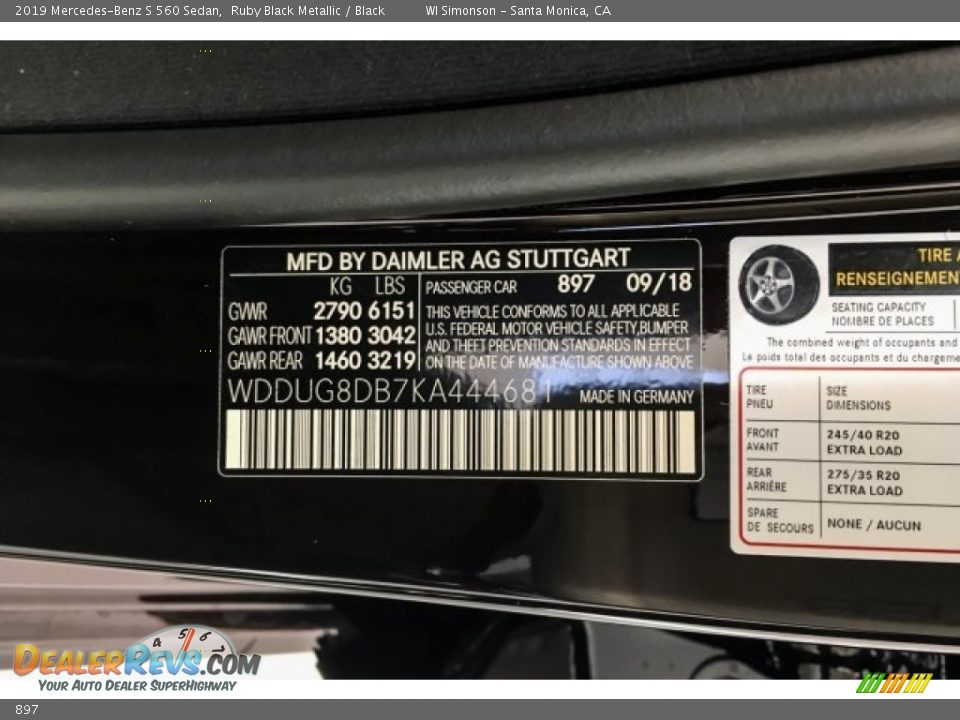 2019 Mercedes-Benz S 560 Sedan, Ruby Black Metallic / Black WI Simonson - Santa Monica, CA
MFD BY DAIMLER AG STUTTGART
KG LBS
GVWR 2790 6151
GAWR FRONT 1380 3042
GAWR REAR 1460 3219
PASSENGER CAR 897 09/18
THIS VEHICLE CONFORMS TO ALL APPLICABLE
U.S. FEDERAL MOTOR VEHICLE SAFETY,BUMPER
AND THEFT PREVENTION STANDARDS IN EFFECT
ON THE DATE OF MANUFACTURE SHOWN ABOVE
WDDUG8DB7KA444681 MADE IN GERMANY
TIRE
RENSEIGNEMEN
SEATING CAPACITY
NOMBRE DE PLACES
The combined weight of occupants and
Le poids total des occupants et du chargeme
TIRE SIZE
PNEU DIMENSIONS
FRONT 245/40 R20
AVANT EXTRA LOAD
REAR 275/35 R20
ARRIÈRE EXTRA LOAD
SPARE
DE SECOURS NONE / AUCUN
4 5 6
DEALERREVS.COM
YOUR AUTO DEALER SUPERHIGHWAY
897